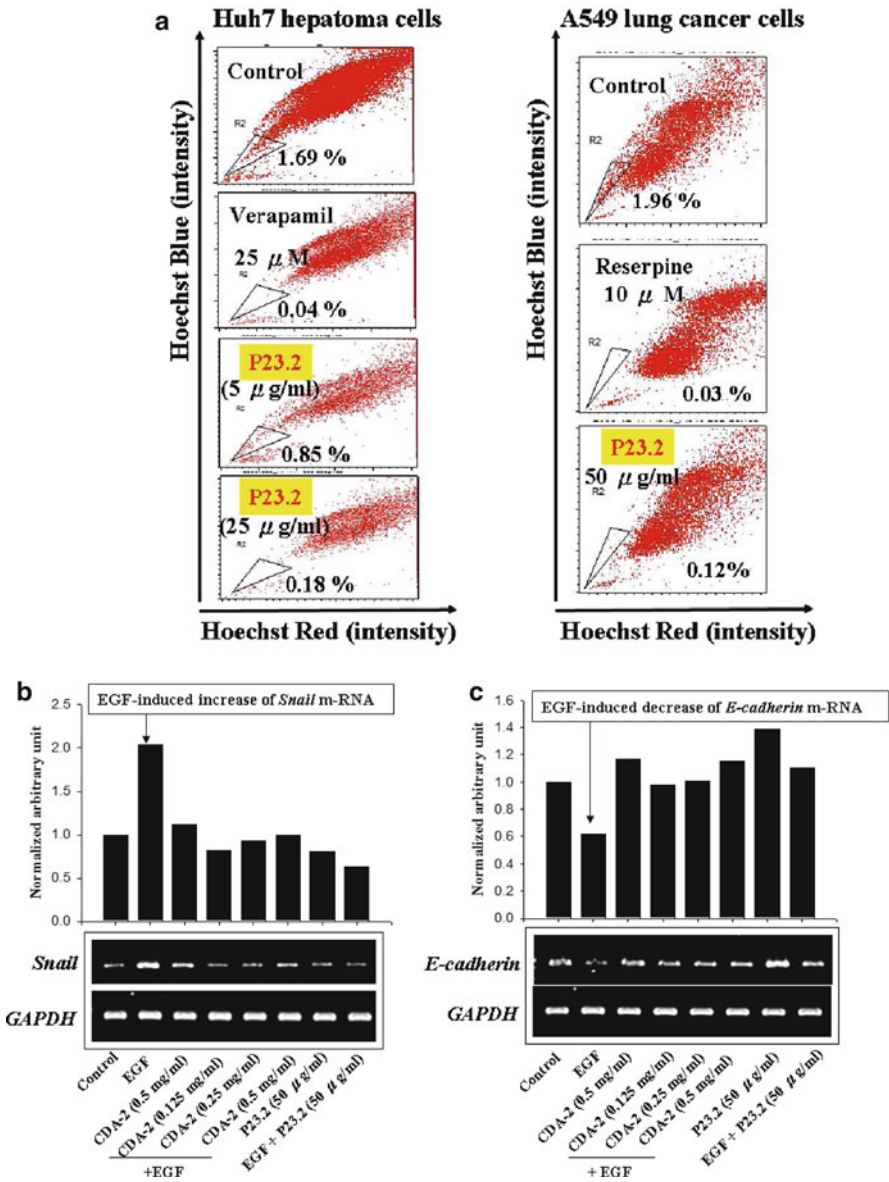 a
Huh7 hepatoma cells
A549 lung cancer cells
Hoechst Blue (intensity)
Control
R2
1.69 %
Verapamil
25 μ M
R2
0.04 %
P23.2
(5 μ g/ml)
R2
0.85 %
P23.2
(25 μ g/ml)
R2
0.18 %
Hoechst Red (intensity)
Hoechst Blue (intensity)
Control
R2
1.96 %
Reserpine
10 μ M
R2
0.03 %
P23.2
50 μ g/ml
R2
0.12%
Hoechst Red (intensity)
b
EGF-induced increase of Snail m-RNA
Normalized arbitrary unit
2.5
2.0
1.5
1.0
0.5
0.0
Snail
GAPDH
Control
EGF
CDA-2 (0.5 mg/ml)
CDA-2 (0.125 mg/ml)
CDA-2 (0.25 mg/ml)
CDA-2 (0.5 mg/ml)
P23.2 (50 μ g/ml)
EGF + P23.2 (50 μ g/ml)
+EGF
c
EGF-induced decrease of E-cadherin m-RNA
Normalized arbitrary unit
1.6
1.4
1.2
1.0
0.8
0.6
0.4
0.2
0.0
E-cadherin
GAPDH
Control
EGF
CDA-2 (0.5 mg/ml)
CDA-2 (0.125 mg/ml)
CDA-2 (0.25 mg/ml)
CDA-2 (0.5 mg/ml)
P23.2 (50 μ g/ml)
EGF + P23.2 (50 μ g/ml)
+ EGF